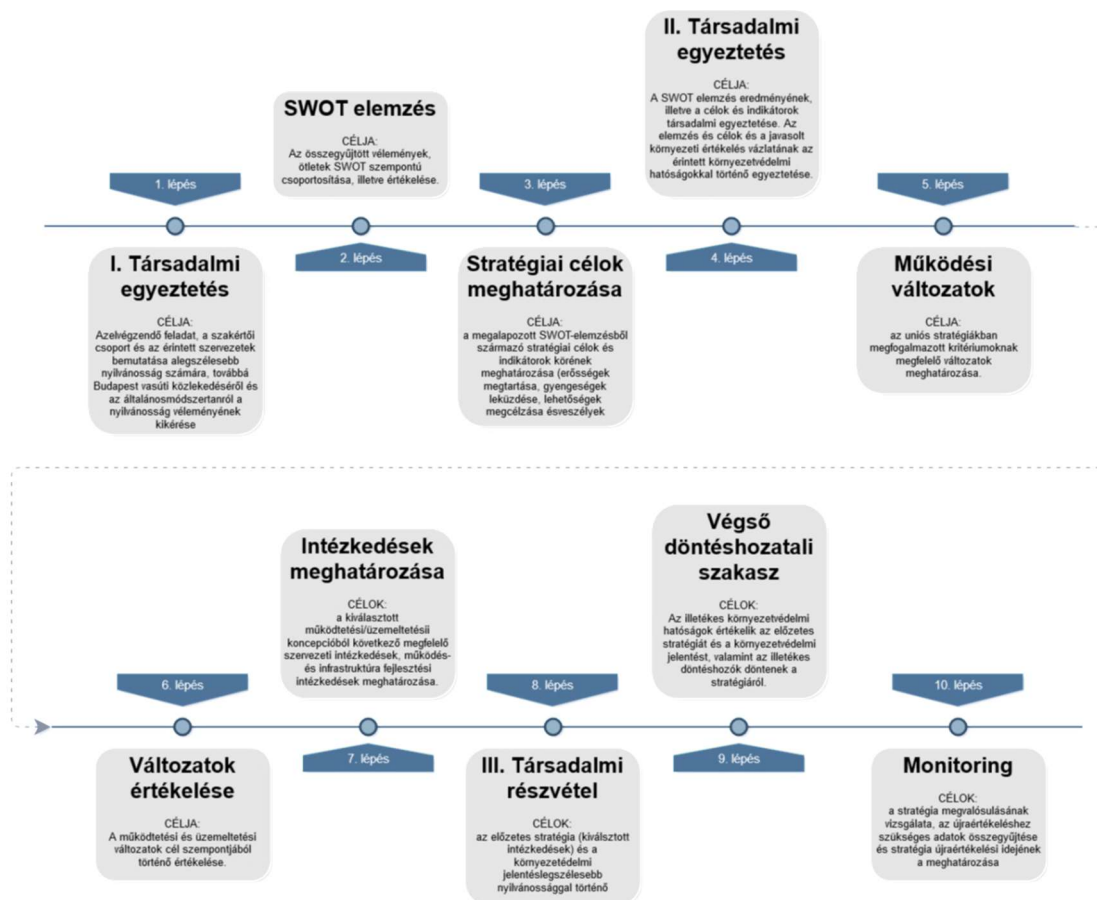 1. lépés
I. Társadalmi
egyeztetés
CÉLJA:
Azelvégzendő feladat, a szakértői
csoport és az érintett szervezetek
bemutatása alegszélesebb
nyilvánosság számára, továbbá
Budapest vasúti közlekedéséről és
az általánosmódszertanról a
nyilvánosság véleményének
kikérése
SWOT elemzés
CÉLJA:
Az összegyűjtött vélemények,
ötletek SWOT szempontú
csoportosítása, illetve értékelése.
2. lépés
3. lépés
Stratégiai célok
meghatározása
CÉLJA:
a megalapozott SWOT-elemzésből
származó stratégiai célok és
indikátorok körének
meghatározása (erősségek
megtartása, gyengeségek
leküzdése, lehetőségek
megcélzása ésveszélyek
II. Társadalmi
egyeztetés
CÉLJA:
A SWOT elemzés eredményének,
illetve a célok és indikátorok
társadalmi egyeztetése. Az
elemzés és célok és a javasolt
környezeti értékelés vázlatának az
érintett környezetvédelmi
hatóságokkal történő egyeztetése.
4. lépés
5. lépés
Működési
változatok
CÉLJA:
az uniós stratégiákban
megfogalmazott kritériumoknak
megfelelő változatok
meghatározása.
6. lépés
Változatok
értékelése
CÉLJA:
A működtetési és üzemeltetési
változatok cél szempontjából
történő értékelése.
Intézkedések
meghatározása
CÉLOK:
a kiválasztott
működtetési/üzemeltetésii
koncepcióból következő megfelelő
szervezeti intézkedések, működés-
és infrastruktúra fejlesztési
intézkedések meghatározása.
7. lépés
8. lépés
III. Társadalmi
részvétel
CÉLOK:
az előzetes stratégia (kiválsztott
intézkedések) és a
környezetédelmi
jelentéslegszélesebb
nyilvánossággal történő
Végső
döntéshozatali
szakasz
CÉLOK:
Az illetékes környezetvédelmi
hatóságok értékelik az előzetes
stratégiát és a környezetvédelmi
jelentést, valamint az illetékes
döntéshozók döntenek a
stratégiáról.
9. lépés
10. lépés
Monitoring
CÉLOK:
a stratégia megvalósulásának
vizsgálata, az újraértékeléshez
szükséges adatok összegyűjtése
és stratégia újraértékelési idejének
a meghatározása